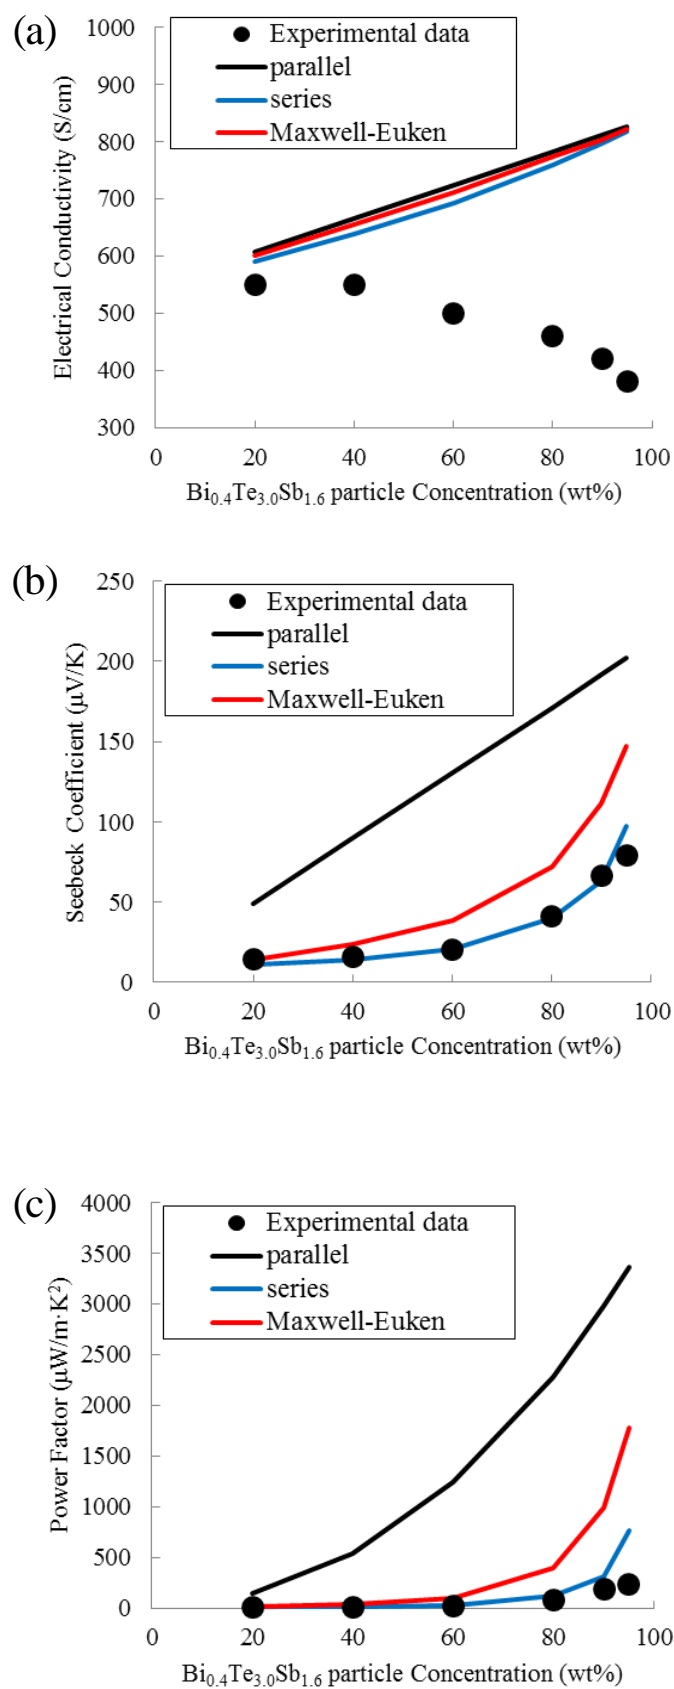 (a)
Experimental data
parallel
series
Maxwell-Euken
Electrical Conductivity (S/cm)
1000
900
800
700
600
500
400
300
0 20 40 60 80 100
Bi₀.₄Te₃.₀Sb₁.₆ particle Concentration (wt%)
(b)
Experimental data
parallel
series
Maxwell-Euken
Seebeck Coefficient (μV/K)
250
200
150
100
50
0
0 20 40 60 80 100
Bi₀.₄Te₃.₀Sb₁.₆ particle Concentration (wt%)
(c)
Experimental data
parallel
series
Maxwell-Euken
Power Factor (μW/m·K²)
4000
3500
3000
2500
2000
1500
1000
500
0
0 20 40 60 80 100
Bi₀.₄Te₃.₀Sb₁.₆ particle Concentration (wt%)